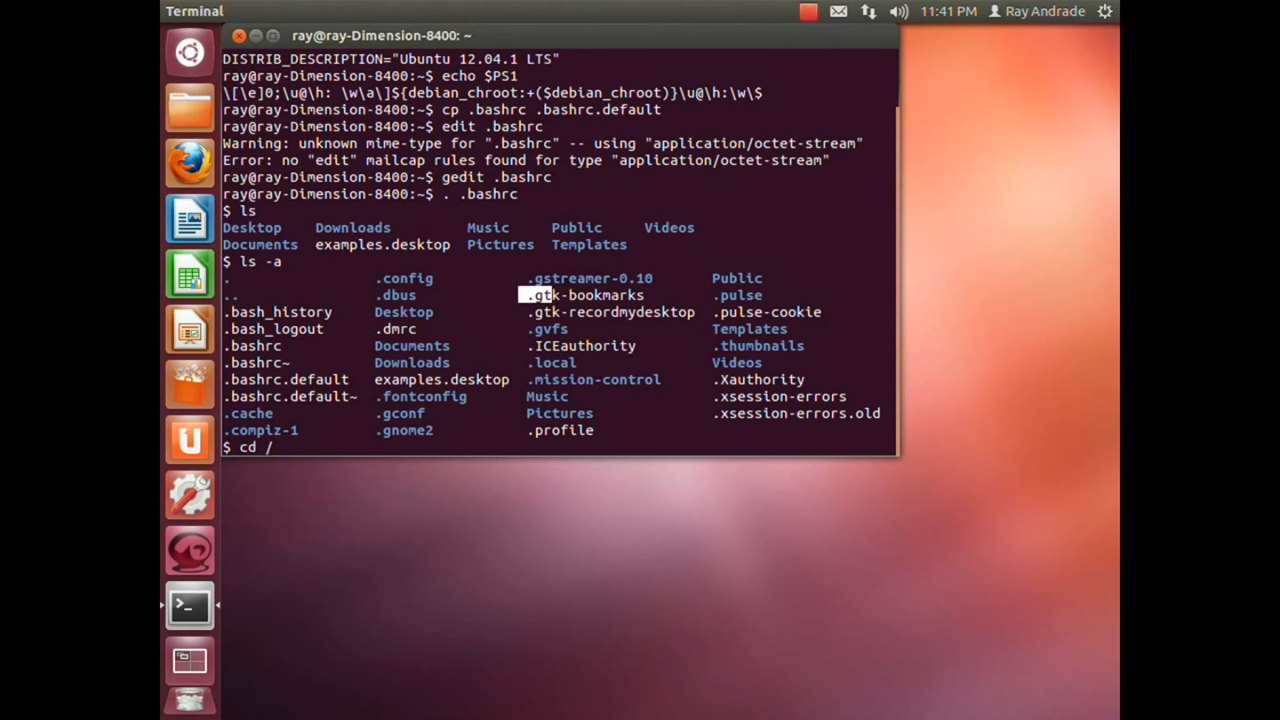 Terminal
11:41 PM
Ray Andrade
ray@ray-Dimension-8400: ~
DISTRIB_DESCRIPTION="Ubuntu 12.04.1 LTS"
ray@ray-Dimension-8400:~$ echo $PS1
\[\e]0;\u@\h: \w\a\]${debian_chroot:+($debian_chroot)}\u@\h:\w\$
ray@ray-Dimension-8400:~$ cp .bashrc .bashrc.default
ray@ray-Dimension-8400:~$ edit .bashrc
Warning: unknown mime-type for ".bashrc" -- using "application/octet-stream"
Error: no "edit" mailcap rules found for type "application/octet-stream"
ray@ray-Dimension-8400:~$ gedit .bashrc
ray@ray-Dimension-8400:~$ . .bashrc
$ ls
Desktop Downloads Music Public Videos
Documents examples.desktop Pictures Templates
$ ls -a
. .config .gstreamer-0.10 Public
.. .dbus .gtk-bookmarks .pulse
.bash_history Desktop .gtk-recordmydesktop .pulse-cookie
.bash_logout .dmrc .gvfs Templates
.bashrc Documents .ICEauthority .thumbnails
.bashrc~ Downloads .local Videos
.bashrc.default examples.desktop .mission-control .Xauthority
.bashrc.default~ .fontconfig Music .xsession-errors
.cache .gconf Pictures .xsession-errors.old
.compiz-1 .gnome2 .profile
$ cd /